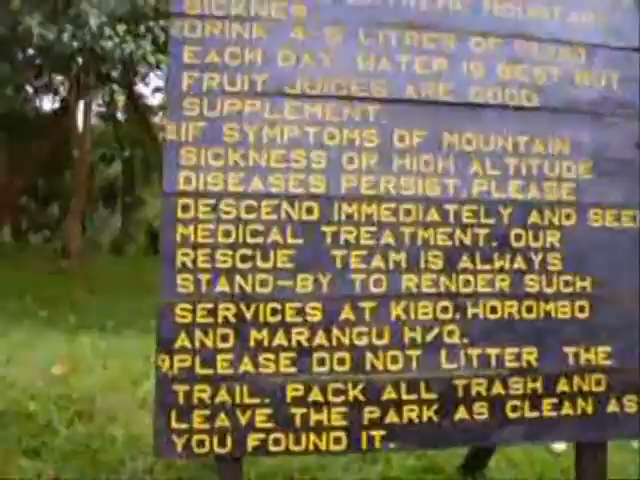 MOUNTAIN
DRINK 4-5 LITRES OF
EACH DAY. WATER IS BEST BUT
FRUIT JUICES ARE GOOD
SUPPLEMENT.
IF SYMPTOMS OF MOUNTAIN
SICKNESS OR HIGH ALTITUDE
DISEASES PERSIST, PLEASE
DESCEND IMMEDIATELY AND SEE
MEDICAL TREATMENT. OUR
RESCUE TEAM IS ALWAYS
STAND-BY TO RENDER SUCH
SERVICES AT KIBO, HOROMBO
AND MARANGU H/Q.
9. PLEASE DO NOT LITTER THE
TRAIL. PACK ALL TRASH AND
LEAVE THE PARK AS CLEAN AS
YOU FOUND IT.